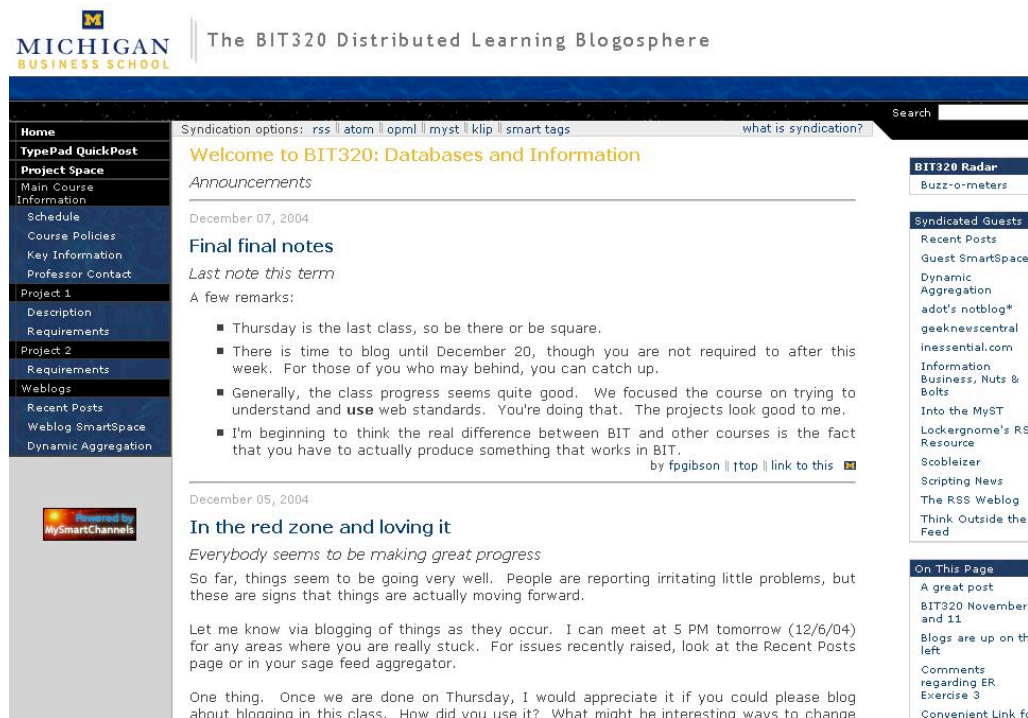 M
MICHIGAN
BUSINESS SCHOOL
The BIT320 Distributed Learning Blogosphere
Search
Home
TypePad QuickPost
Project Space
Main Course
Information
Schedule
Course Policies
Key Information
Professor Contact
Project 1
Description
Requirements
Project 2
Requirements
Weblogs
Recent Posts
Weblog SmartSpace
Dynamic Aggregation
Powered by
MySmartChannels
Syndication options: rss || atom || opml || myst || klip || smart tags
what is syndication?
Welcome to BIT320: Databases and Information
Announcements
December 07, 2004
Final final notes
Last note this term
A few remarks:
■ Thursday is the last class, so be there or be square.
■ There is time to blog until December 20, though you are not required to after this
week. For those of you who may behind, you can catch up.
■ Generally, the class progress seems quite good. We focused the course on trying to
understand and use web standards. You're doing that. The projects look good to me.
■ I'm beginning to think the real difference between BIT and other courses is the fact
that you have to actually produce something that works in BIT.
by fpgibson || ↑top || link to this M
December 05, 2004
In the red zone and loving it
Everybody seems to be making great progress
So far, things seem to be going very well. People are reporting irritating little problems, but
these are signs that things are actually moving forward.
Let me know via blogging of things as they occur. I can meet at 5 PM tomorrow (12/6/04)
for any areas where you are really stuck. For issues recently raised, look at the Recent Posts
page or in your sage feed aggregator.
One thing. Once we are done on Thursday, I would appreciate it if you could please blog
about blogging in this class. How did you use it? What might be interesting ways to change
BIT320 Radar
Buzz-o-meters
Syndicated Guests
Recent Posts
Guest SmartSpace
Dynamic
Aggregation
adot's notblog*
geeknewscentral
inessential.com
Information
Business, Nuts &
Bolts
Into the MyST
Lockergnome's RS
Resource
Scobleizer
Scripting News
The RSS Weblog
Think Outside the
Feed
On This Page
A great post
BIT320 November
and 11
Blogs are up on th
left
Comments
regarding ER
Exercise 3
Convenient Link fo